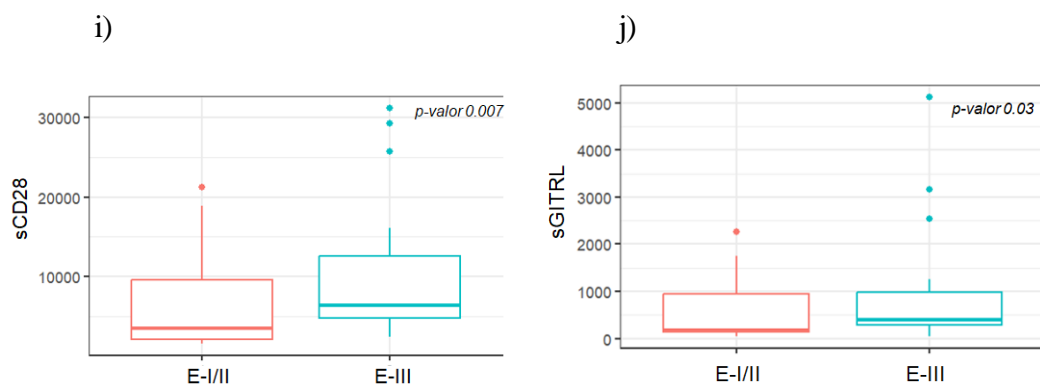 i)
p-valor 0.007
sCD28
30000
20000
10000
E-I/II
E-III
j)
p-valor 0.03
sGITRL
5000
4000
3000
2000
1000
0
E-I/II
E-III